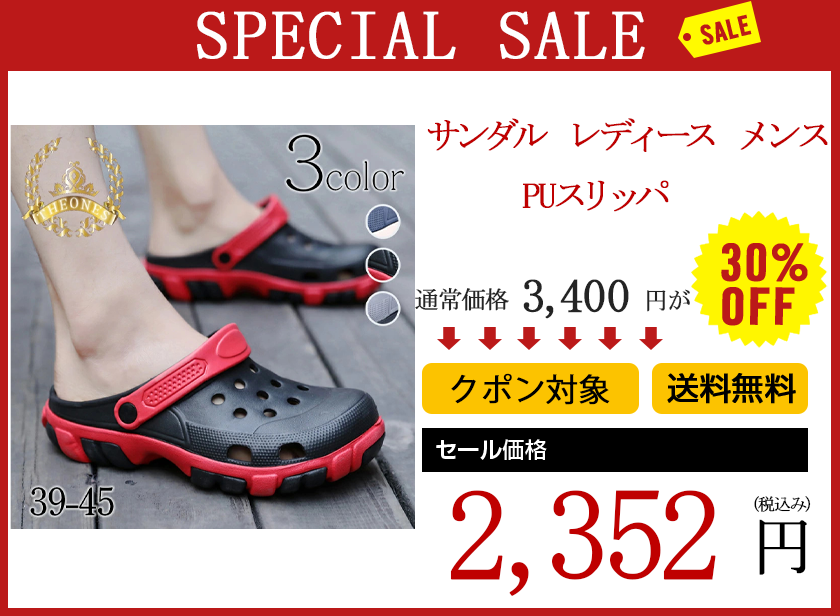 SPECIAL SALE
SALE
サンダル レディース メンス
PUスリッパ
THEONES
3color
30%
OFF
通常価格 3,400 円が
クポン対象
送料無料
セール価格
2,352 (税込み)円
39-45